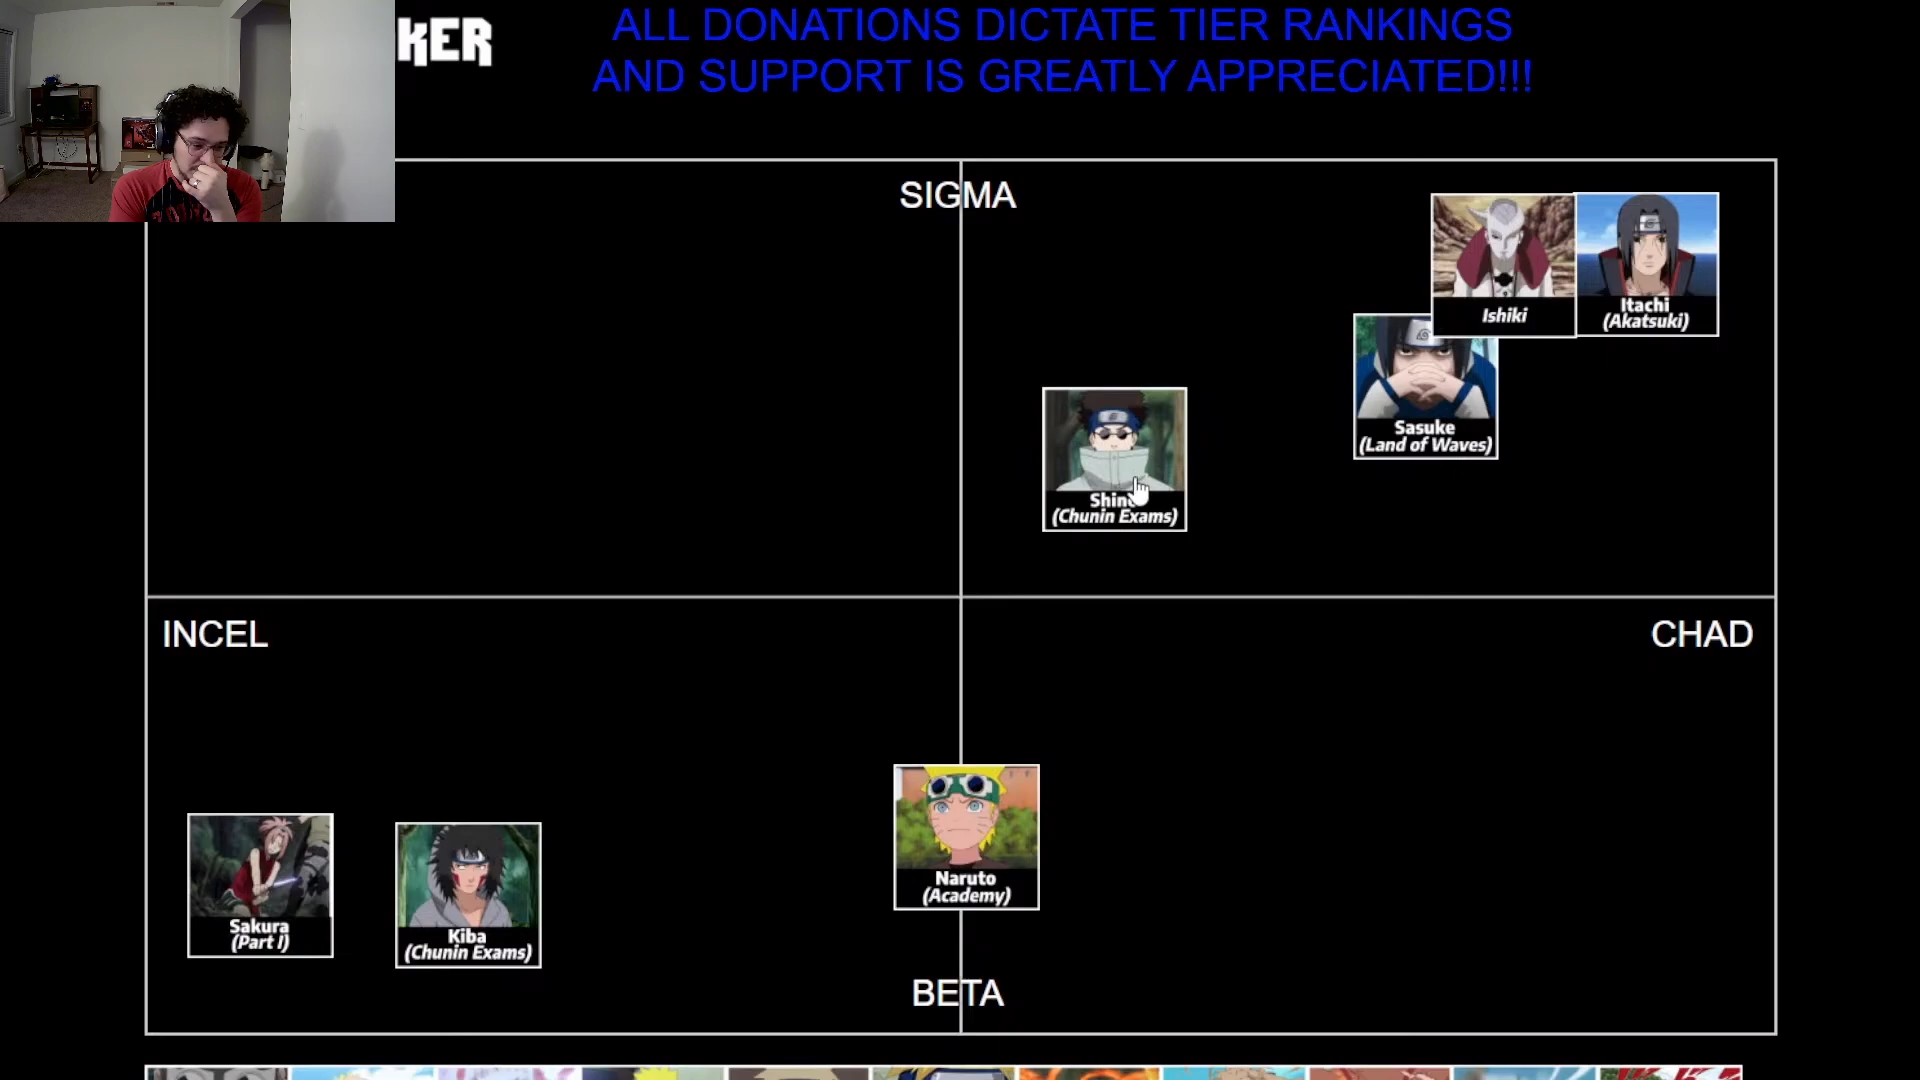 KER
ALL DONATIONS DICTATE TIER RANKINGS
AND SUPPORT IS GREATLY APPRECIATED!!!
SIGMA
Ishiki
Itachi
(Akatsuki)
Sasuke
(Land of Waves)
(Chunin Exams)
INCEL
CHAD
Naruto
(Academy)
Sakura
(Part I)
Kiba
(Chunin Exams)
BETA